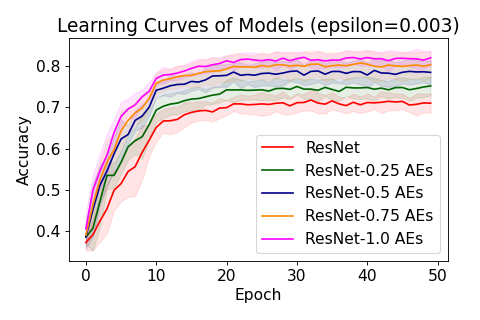 Learning Curves of Models (epsilon=0.003)
Accuracy
0.8
0.7
0.6
0.5
0.4
ResNet
ResNet-0.25 AEs
ResNet-0.5 AEs
ResNet-0.75 AEs
ResNet-1.0 AEs
0 10 20 30 40 50
Epoch